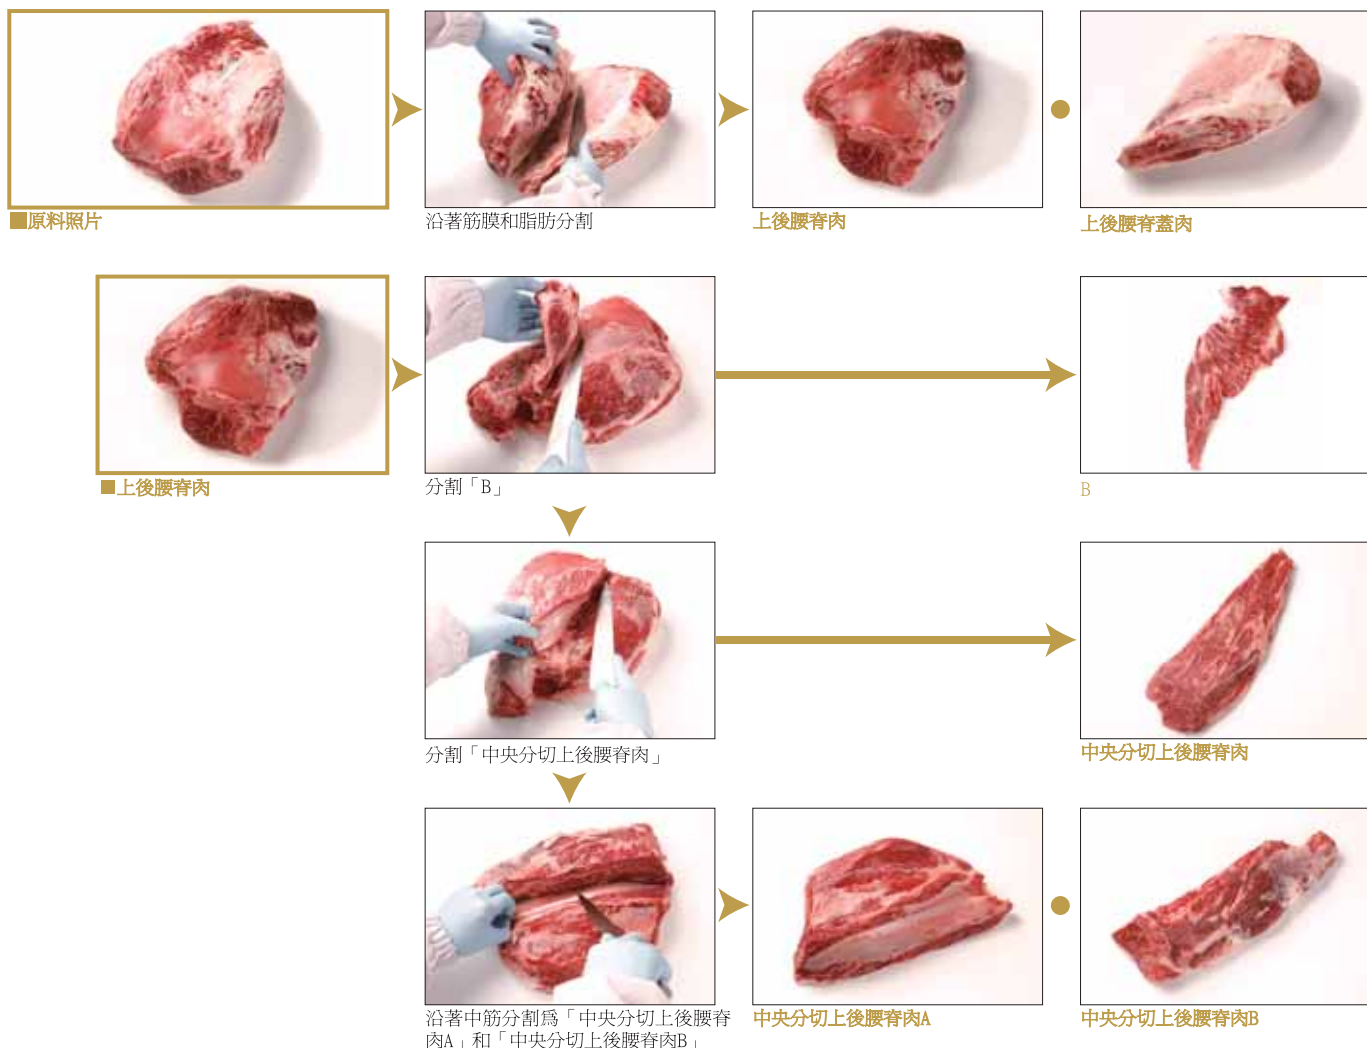 ■原料照片
沿著筋膜和脂肪分割
上後腰脊肉
上後腰脊蓋肉
■上後腰脊肉
分割「B」
B
分割「中央分切上後腰脊肉」
中央分切上後腰脊肉
沿著中筋分割爲「中央分切上後腰脊
肉A」和「中央分切上後腰脊肉B」
中央分切上後腰脊肉A
中央分切上後腰脊肉B